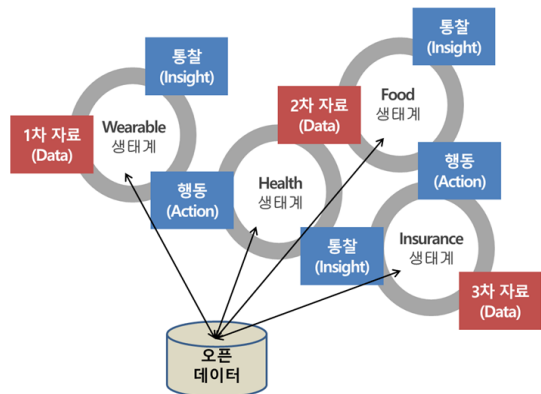 통찰
(Insight)
통찰
(Insight)
1차 자료
(Data)
Wearable
생태계
2차 자료
(Data)
Food
생태계
행동
(Action)
Health
생태계
행동
(Action)
통찰
(Insight)
Insurance
생태계
3차 자료
(Data)
오픈
데이터